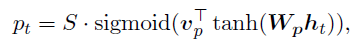 p_t = S · sigmoid(v_p^⊤ tanh(W_p h_t)),